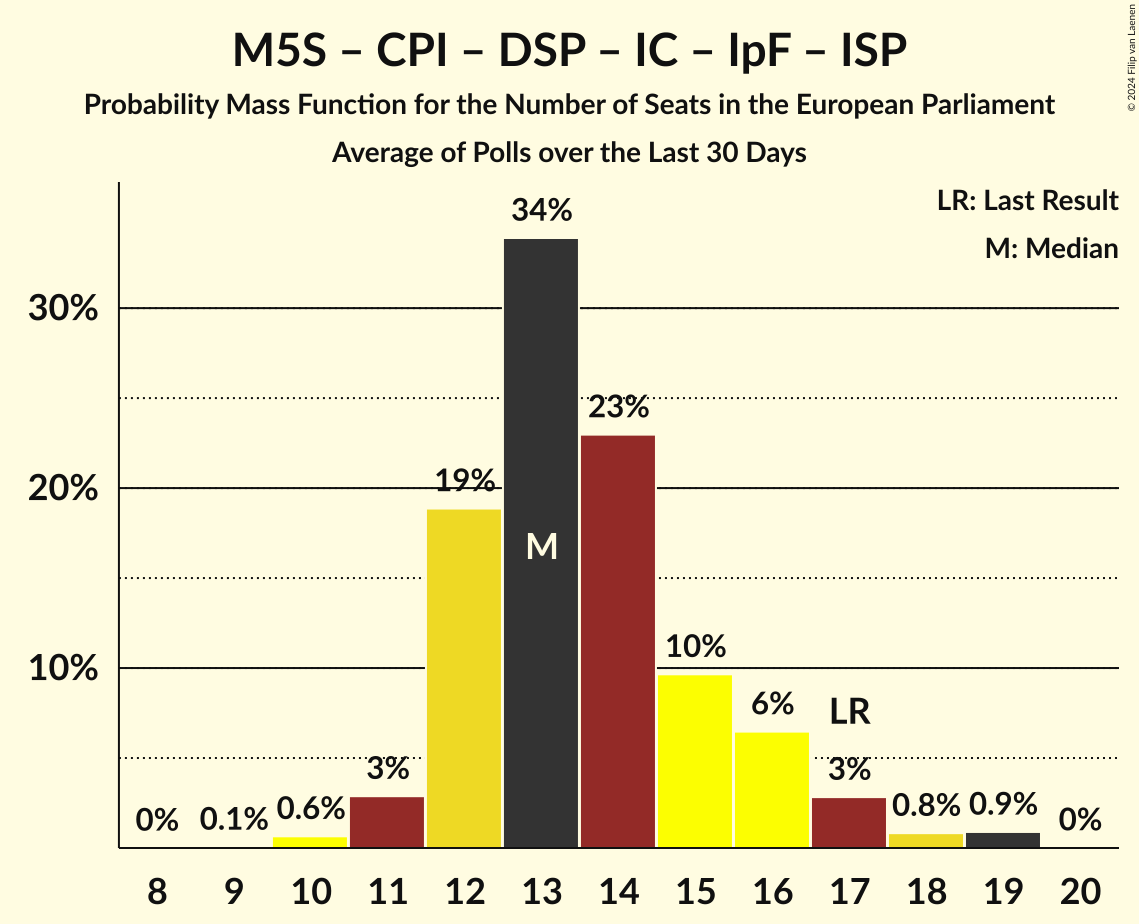 M5S – CPI – DSP – IC – IpF – ISP
Probability Mass Function for the Number of Seats in the European Parliament
Average of Polls over the Last 30 Days
© 2024 Filip van Laenen
LR: Last Result
M: Median
30%
20%
10%
0%
0.1%
0.6%
3%
19%
34%
M
23%
10%
6%
LR
3%
0.8%
0.9%
0%
8 9 10 11 12 13 14 15 16 17 18 19 20